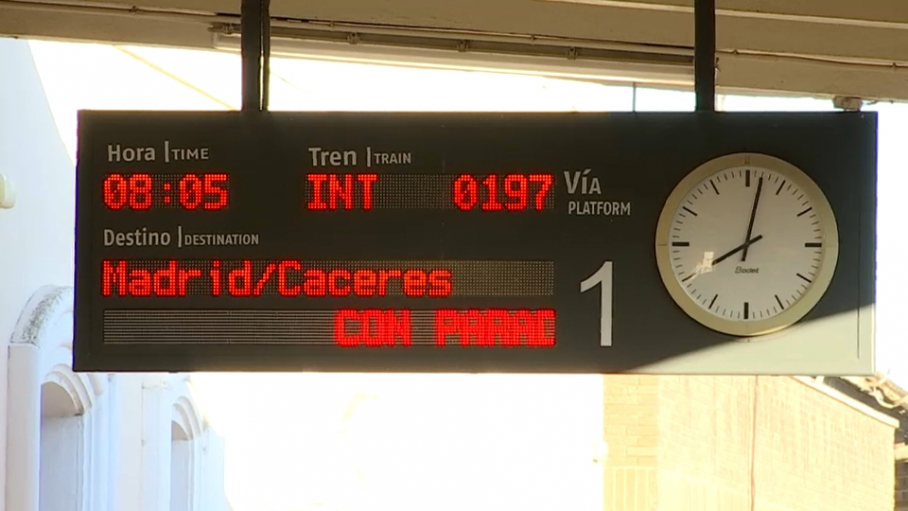 Hora | TIME
Tren | TRAIN
08:05
INT 0197
Vía
PLATFORM
Destino | DESTINATION
Madrid/Caceres
CON PARAD
1